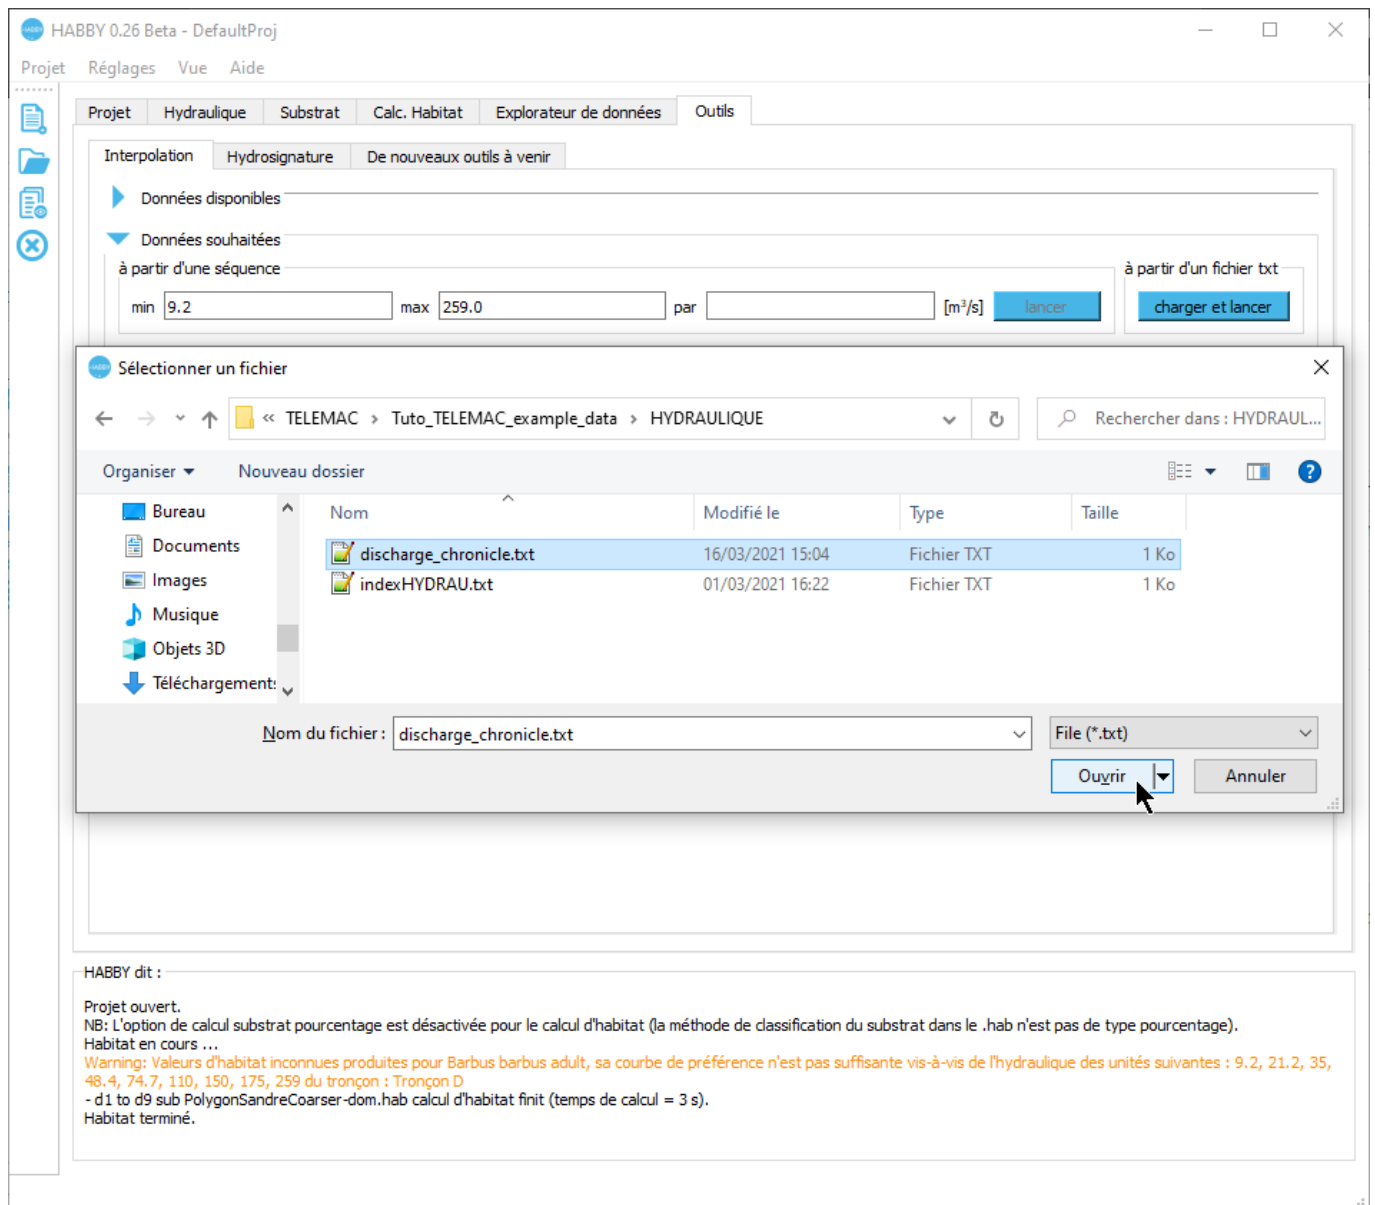 HABBY 0.26 Beta - DefaultProj
Projet Réglages Vue Aide
Projet Hydraulique Substrat Calc. Habitat Explorateur de données Outils
Interpolation Hydrosignature De nouveaux outils à venir
Données disponibles
Données souhaitées
à partir d'une séquence à partir d'un fichier txt
min 9.2 max 259.0 par [m³/s] lancer charger et lancer
HABBY Sélectionner un fichier
« TELEMAC › Tuto_TELEMAC_example_data › HYDRAULIQUE Rechercher dans : HYDRAUL...
Organiser Nouveau dossier ?
Bureau Nom Modifié le Type Taille
Documents discharge_chronicle.txt 16/03/2021 15:04 Fichier TXT 1 Ko
Images indexHYDRAU.txt 01/03/2021 16:22 Fichier TXT 1 Ko
Musique
Objets 3D
Téléchargements
Nom du fichier : discharge_chronicle.txt File (*.txt)
Ouvrir Annuler
HABBY dit :
Projet ouvert.
NB: L'option de calcul substrat pourcentage est désactivée pour le calcul d'habitat (la méthode de classification du substrat dans le .hab n'est pas de type pourcentage).
Habitat en cours ...
Warning: Valeurs d'habitat inconnues produites pour Barbus barbus adult, sa courbe de préférence n'est pas suffisante vis-à-vis de l'hydraulique des unités suivantes : 9.2, 21.2, 35,
48.4, 74.7, 110, 150, 175, 259 du tronçon : Tronçon D
- d1 to d9 sub PolygonSandreCoarser-dom.hab calcul d'habitat finit (temps de calcul = 3 s).
Habitat terminé.